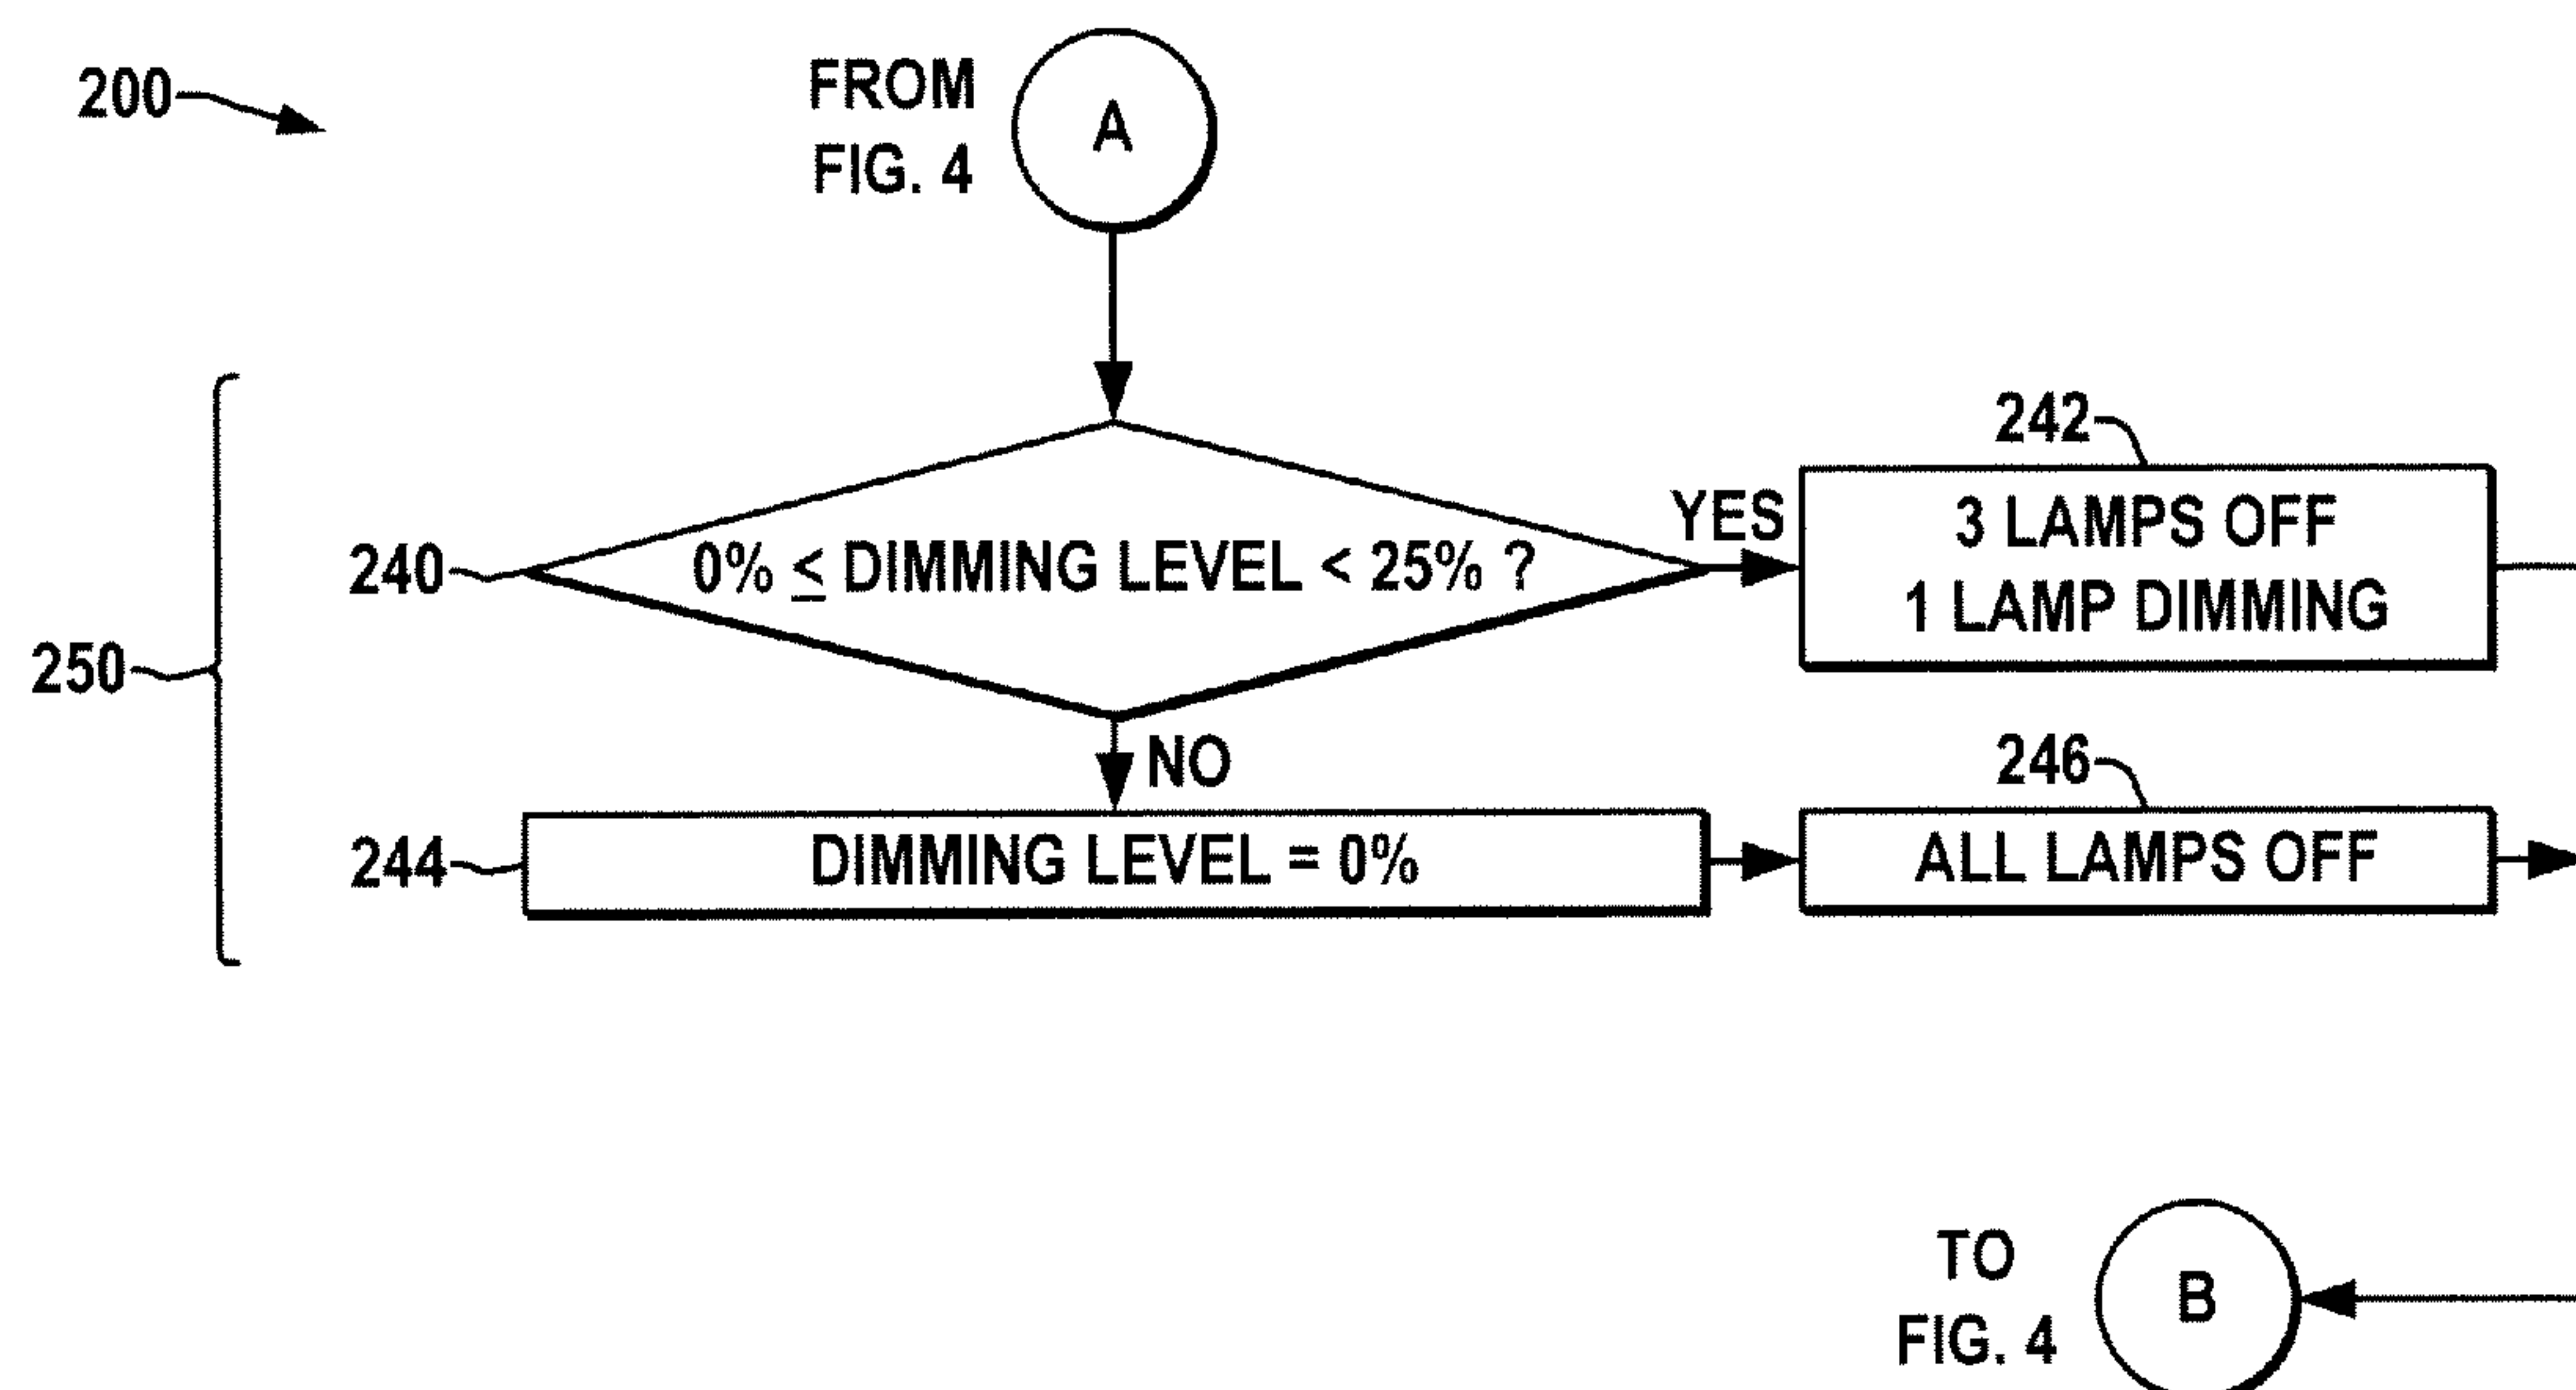 200
FROM
FIG. 4
A
242
YES
3 LAMPS OFF
1 LAMP DIMMING
240
0% ≤ DIMMING LEVEL < 25% ?
250
NO
246
244
DIMMING LEVEL = 0%
ALL LAMPS OFF
TO
FIG. 4
B